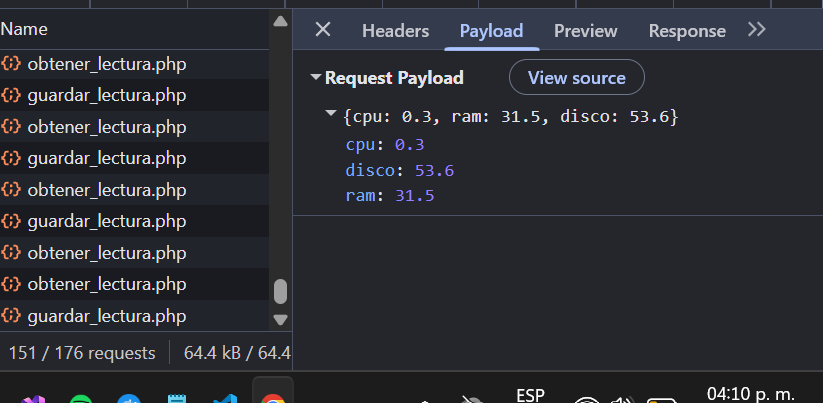 Name
obtener_lectura.php
guardar_lectura.php
obtener_lectura.php
guardar_lectura.php
obtener_lectura.php
guardar_lectura.php
obtener_lectura.php
obtener_lectura.php
guardar_lectura.php
151 / 176 requests
64.4 kB / 64.4
Headers
Payload
Preview
Response
Request Payload
View source
{cpu: 0.3, ram: 31.5, disco: 53.6}
cpu: 0.3
disco: 53.6
ram: 31.5
ESP
04:10 p. m.